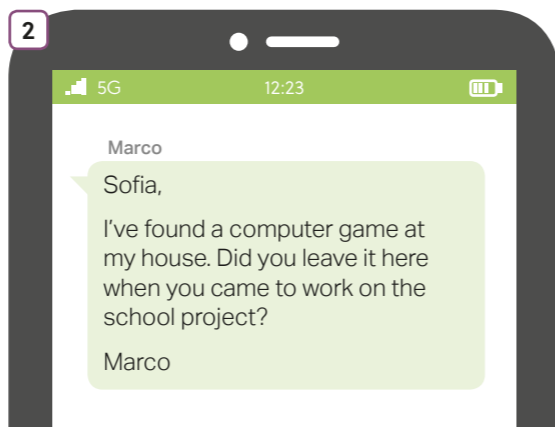 2
5G 12:23
Marco
Sofia,
I've found a computer game at
my house. Did you leave it here
when you came to work on the
school project?
Marco